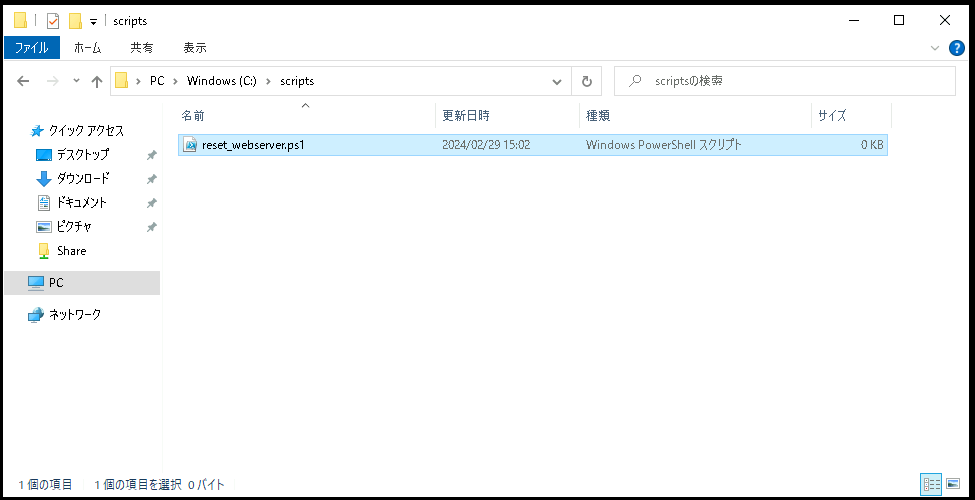 scripts
ファイル ホーム 共有 表示
PC Windows (C:) scripts scriptsの検索
名前 更新日時 種類 サイズ
クイック アクセス
reset_webserver.ps1 2024/02/29 15:02 Windows PowerShell スクリプト 0 KB
デスクトップ
ダウンロード
ドキュメント
ピクチャ
Share
PC
ネットワーク
1 個の項目 1 個の項目を選択 0 バイト